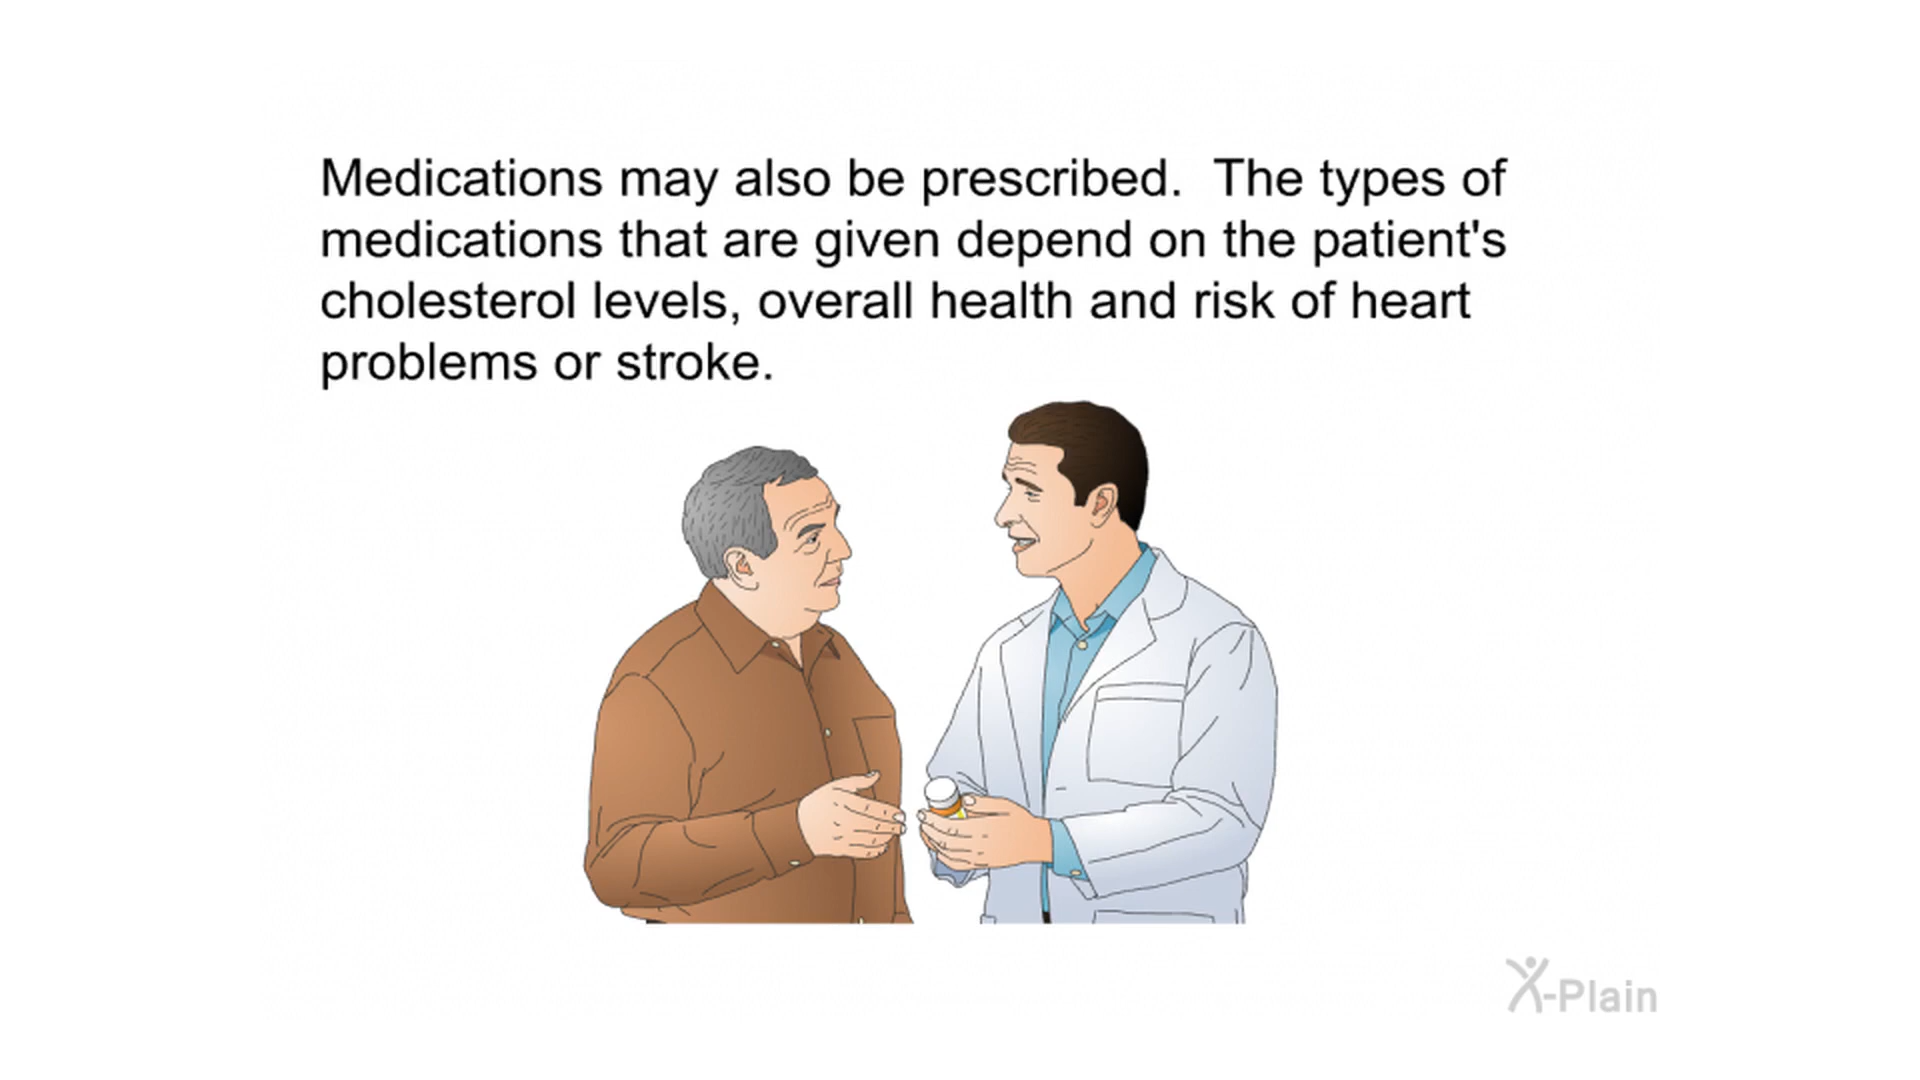 Medications may also be prescribed.  The types of
medications that are given depend on the patient's
cholesterol levels, overall health and risk of heart
problems or stroke.
X-Plain